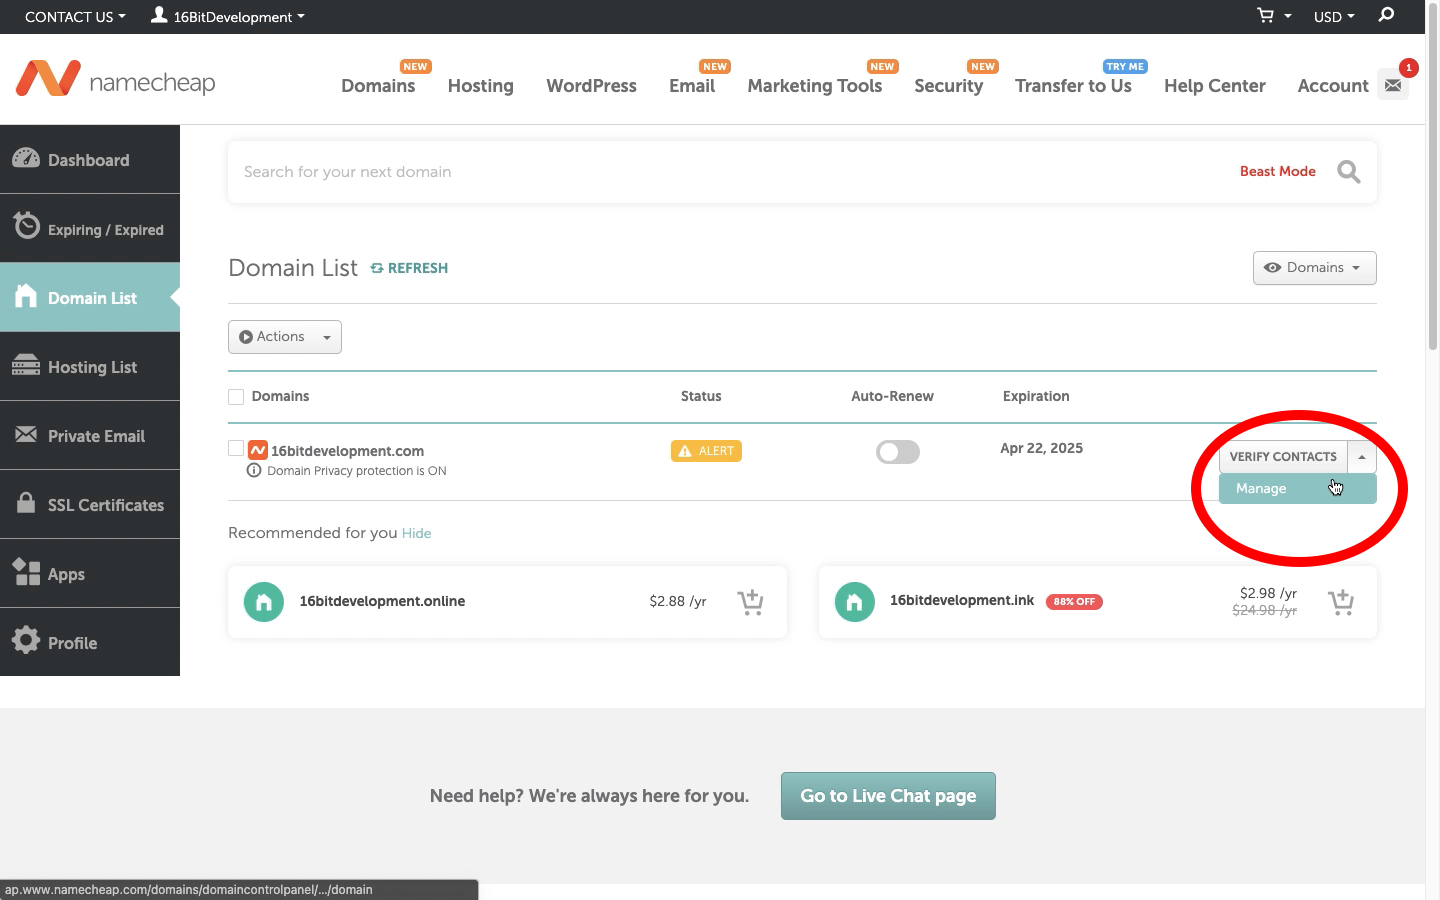 CONTACT US
16BitDevelopment
USD
namecheap
Domains
NEW
Hosting
WordPress
Email
NEW
Marketing Tools
NEW
Security
NEW
Transfer to Us
TRY ME
Help Center
Account
1
Dashboard
Expiring / Expired
Domain List
Hosting List
Private Email
SSL Certificates
Apps
Profile
Search for your next domain
Beast Mode
Domain List
REFRESH
Domains
Actions
Domains
Status
Auto-Renew
Expiration
16bitdevelopment.com
Domain Privacy protection is ON
ALERT
Apr 22, 2025
VERIFY CONTACTS
Manage
Recommended for you Hide
16bitdevelopment.online
$2.88 /yr
16bitdevelopment.ink
88% OFF
$2.98 /yr
$24.98 /yr
Need help? We're always here for you.
Go to Live Chat page
ap.www.namecheap.com/domains/domaincontrolpanel/.../domain